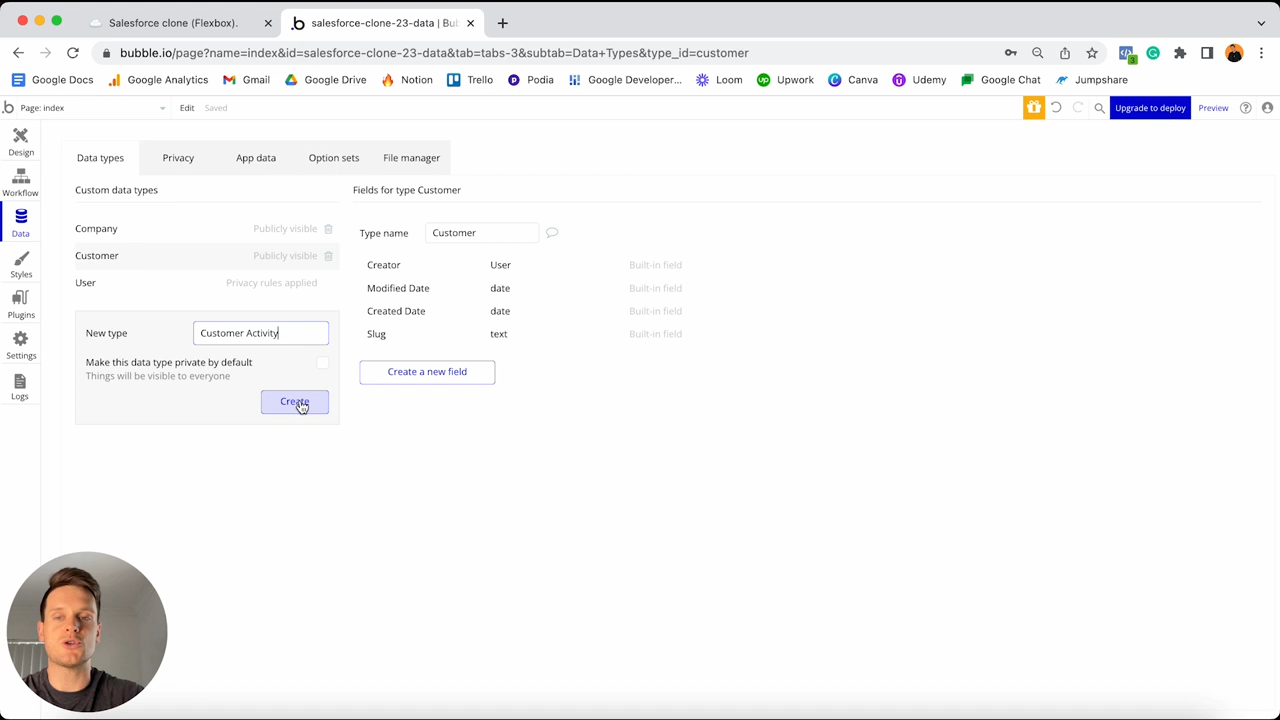 Salesforce clone (Flexbox).
salesforce-clone-23-data | Bub
bubble.io/page?name=index&id=salesforce-clone-23-data&tab=tabs-3&subtab=Data+Types&type_id=customer
Google Docs
Google Analytics
Gmail
Google Drive
Notion
Trello
Podia
Google Developer...
Loom
Upwork
Canva
Udemy
Google Chat
Jumpshare
Page: index
Edit
Saved
Upgrade to deploy
Preview
Design
Workflow
Data
Styles
Plugins
Settings
Logs
Data types
Privacy
App data
Option sets
File manager
Custom data types
Company Publicly visible
Customer Publicly visible
User Privacy rules applied
New type Customer Activity
Make this data type private by default
Things will be visible to everyone
Create
Fields for type Customer
Type name Customer
Creator User Built-in field
Modified Date date Built-in field
Created Date date Built-in field
Slug text Built-in field
Create a new field